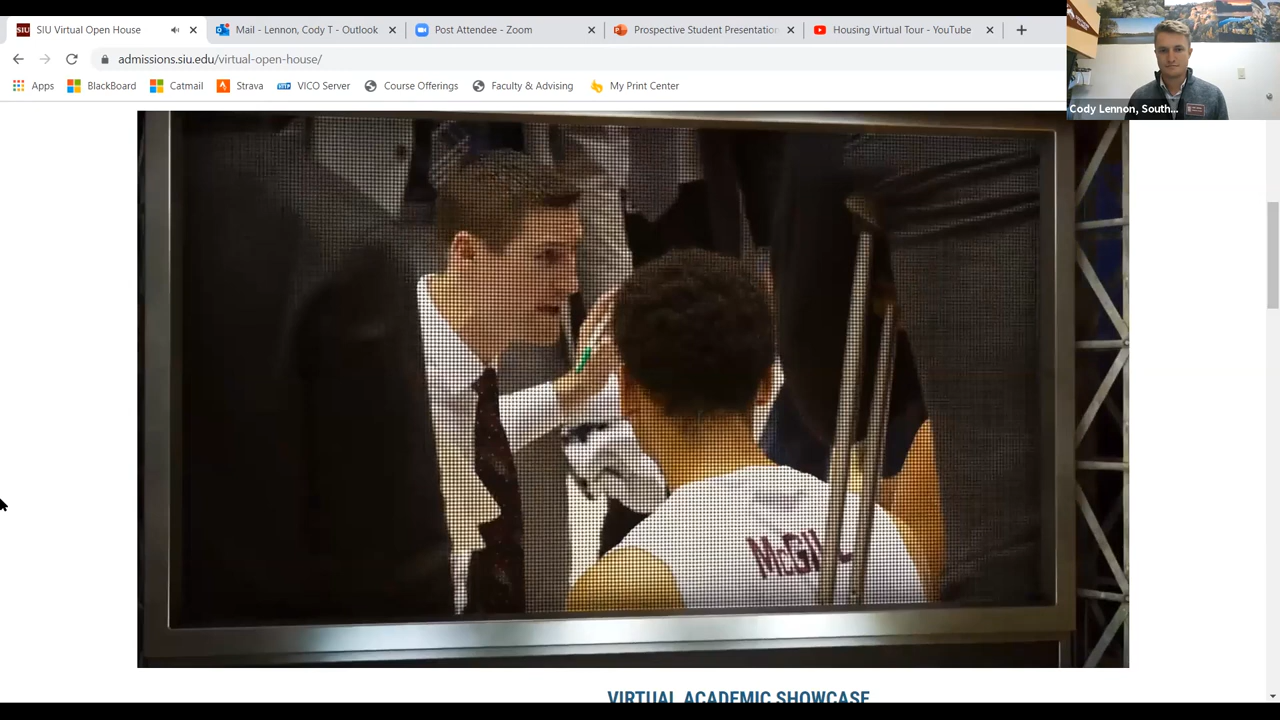 SIU SIU Virtual Open House
Mail - Lennon, Cody T - Outlook
Post Attendee - Zoom
Prospective Student Presentation
Housing Virtual Tour - YouTube
admissions.siu.edu/virtual-open-house/
Apps
BlackBoard
Catmail
Strava
VICO Server
Course Offerings
Faculty & Advising
My Print Center
Cody Lennon, South...
McGILL
VIRTUAL ACADEMIC SHOWCASE